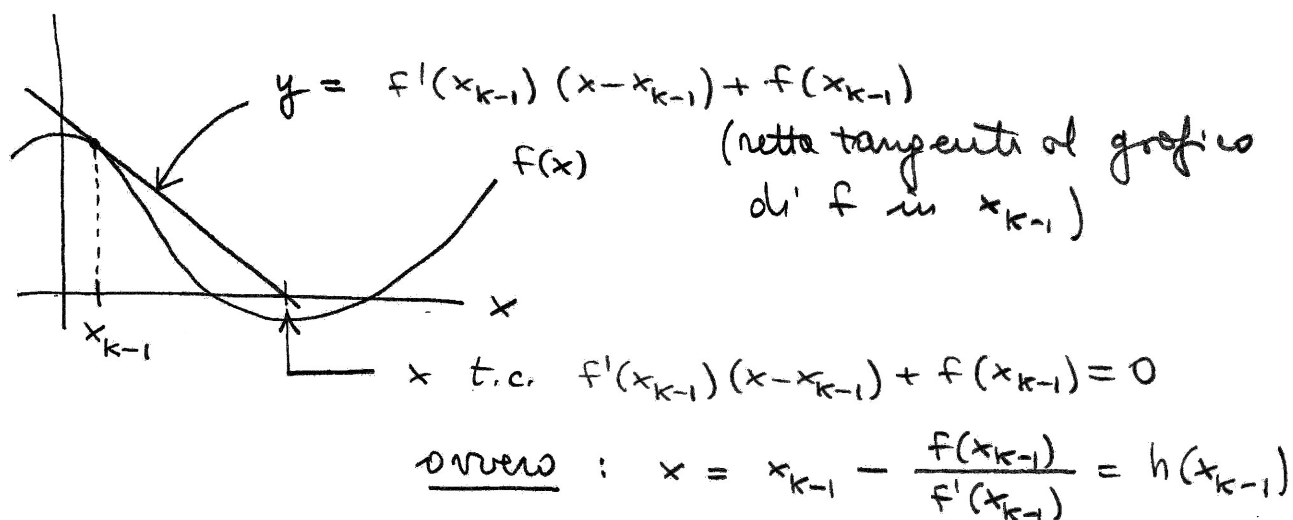 y = f'(x_{k-1}) (x-x_{k-1}) + f(x_{k-1})
(retta tangente al grafico
di f in x_{k-1})
f(x)
x
x_{k-1}
x t.c. f'(x_{k-1}) (x-x_{k-1}) + f(x_{k-1}) = 0
ovvero : x = x_{k-1} - \frac{f(x_{k-1})}{f'(x_{k-1})} = h(x_{k-1})